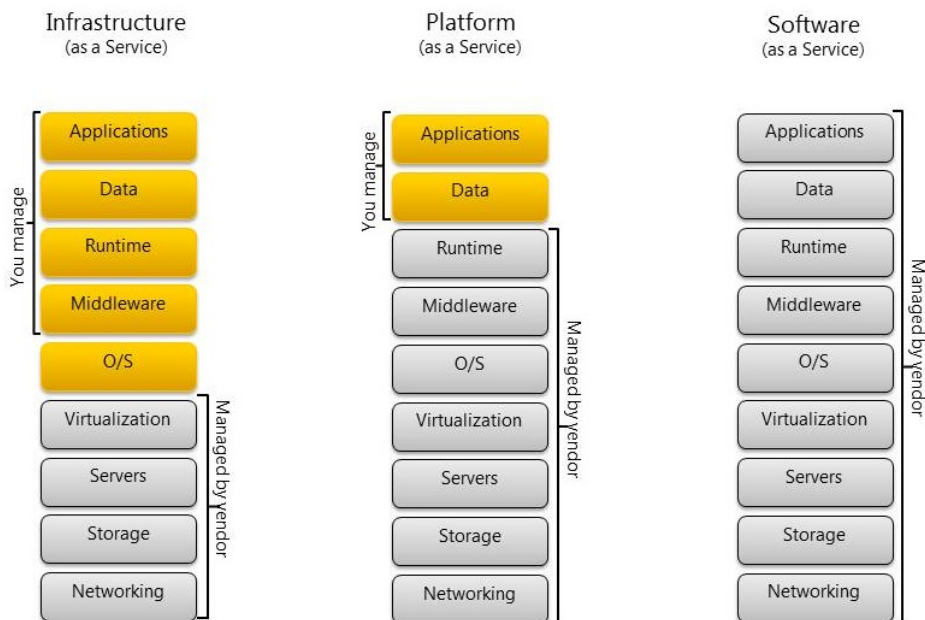 Infrastructure
(as a Service)
Platform
(as a Service)
Software
(as a Service)
You manage
Applications
Data
Runtime
Middleware
O/S
Virtualization
Servers
Storage
Networking
Managed by vendor
You manage
Applications
Data
Runtime
Middleware
O/S
Virtualization
Servers
Storage
Networking
Managed by vendor
Applications
Data
Runtime
Middleware
O/S
Virtualization
Servers
Storage
Networking
Managed by vendor